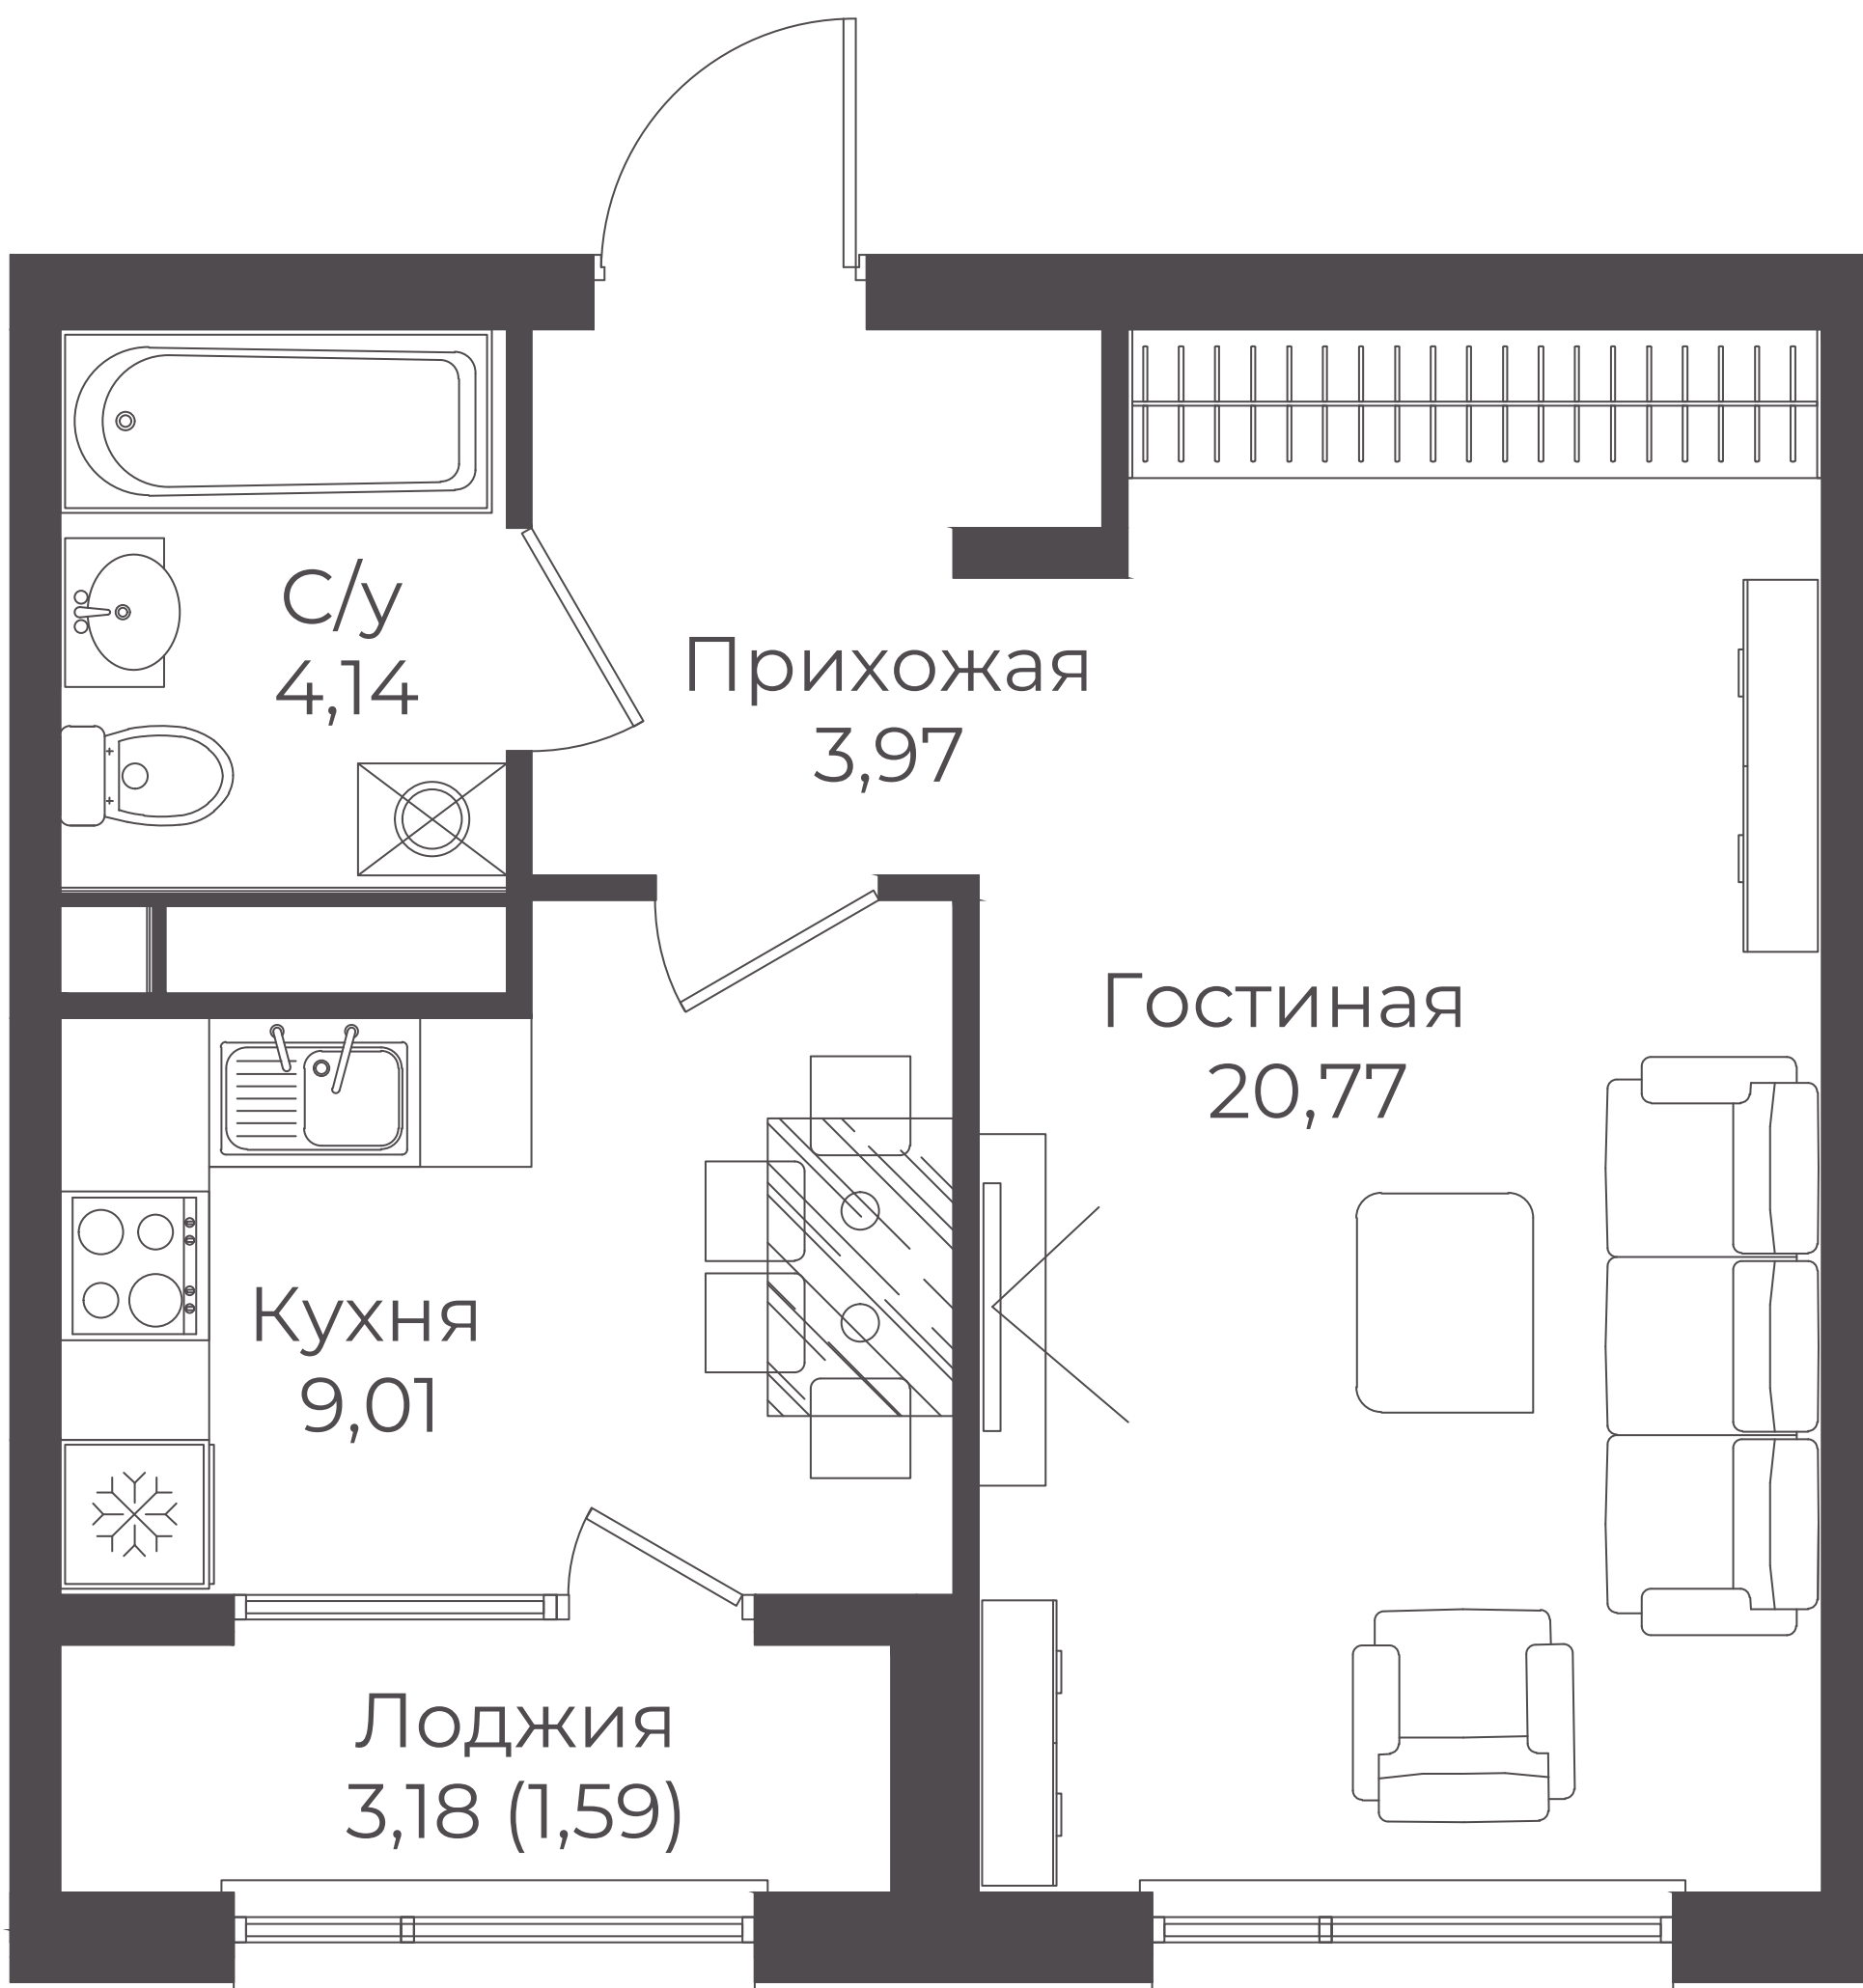 С/у
4,14
Прихожая
3,97
Гостиная
20,77
Кухня
9,01
Лоджия
3,18 (1,59)